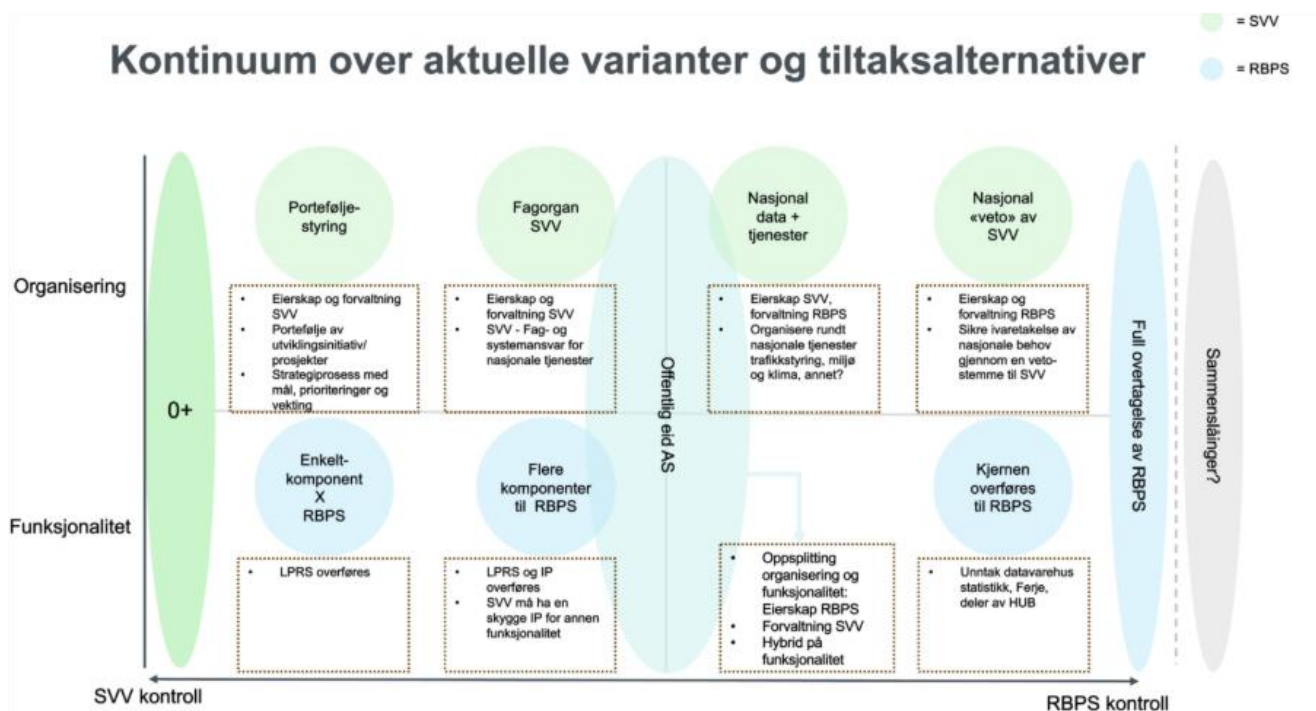 = SVV
Kontinuum over aktuelle varianter og tiltaksalternativer
= RBPS
Organisering
Funksjonalitet
0+
Portefølje-
styring
• Eierskap og forvaltning
SVV
• Portefølje av
utviklingsinitiativ/
prosjekter
• Strategiprosess med
mål, prioriteringer og
vekting
Fagorgan
SVV
• Eierskap og
forvaltning SVV
• SVV - Fag- og
systemansvar for
nasjonale tjenester
Offentlig eid AS
Nasjonal
data +
tjenester
• Eierskap SVV,
forvaltning RBPS
• Organisere rundt
nasjonale tjenester
trafikkstyring, miljø
og klima, annet?
Nasjonal
«veto» av
SVV
• Eierskap og
forvaltning RBPS
• Sikre ivaretakelse av
nasjonale behov
gjennom en veto-
stemme til SVV
Enkelt-
komponent
X
RBPS
• LPRS overføres
Flere
komponenter
til RBPS
• LPRS og IP
overføres
• SVV må ha en
skygge IP for annen
funksjonalitet
• Oppsplitting
organisering og
funksjonalitet:
Eierskap RBPS
• Forvaltning SVV
• Hybrid på
funksjonalitet
Kjernen
overføres
til RBPS
• Unntak datavarehus
statistikk, Ferje,
deler av HUB
Full overtagelse av RBPS
Sammenslåinger?
SVV kontroll
RBPS kontroll